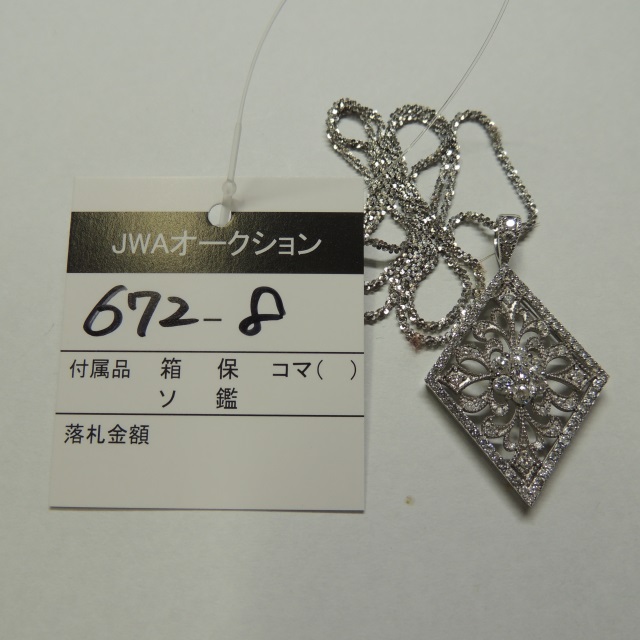 JWAオークション
672-8
付属品 箱 保 コマ( )
ソ 鑑
落札金額